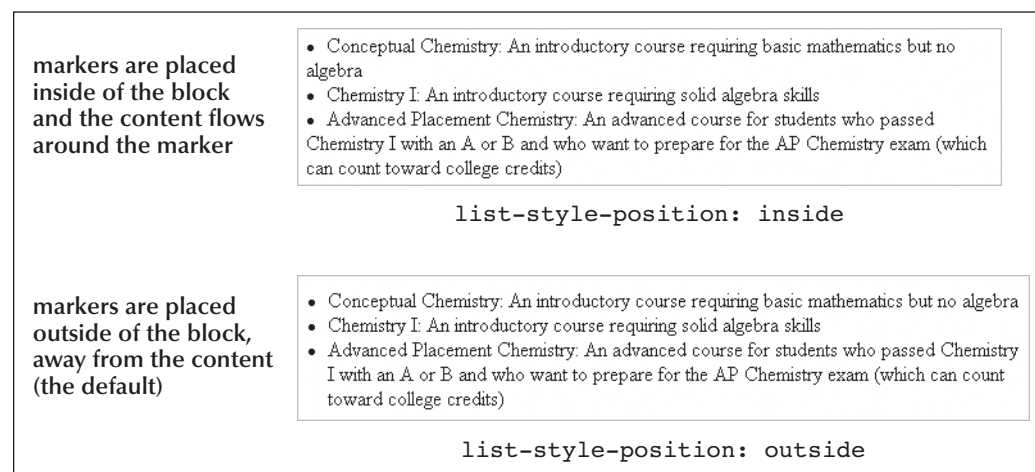 markers are placed
inside of the block
and the content flows
around the marker
• Conceptual Chemistry: An introductory course requiring basic mathematics but no
algebra
• Chemistry I: An introductory course requiring solid algebra skills
• Advanced Placement Chemistry: An advanced course for students who passed
Chemistry I with an A or B and who want to prepare for the AP Chemistry exam (which
can count toward college credits)
list-style-position: inside
markers are placed
outside of the block,
away from the content
(the default)
• Conceptual Chemistry: An introductory course requiring basic mathematics but no algebra
• Chemistry I: An introductory course requiring solid algebra skills
• Advanced Placement Chemistry: An advanced course for students who passed Chemistry
I with an A or B and who want to prepare for the AP Chemistry exam (which can count
toward college credits)
list-style-position: outside